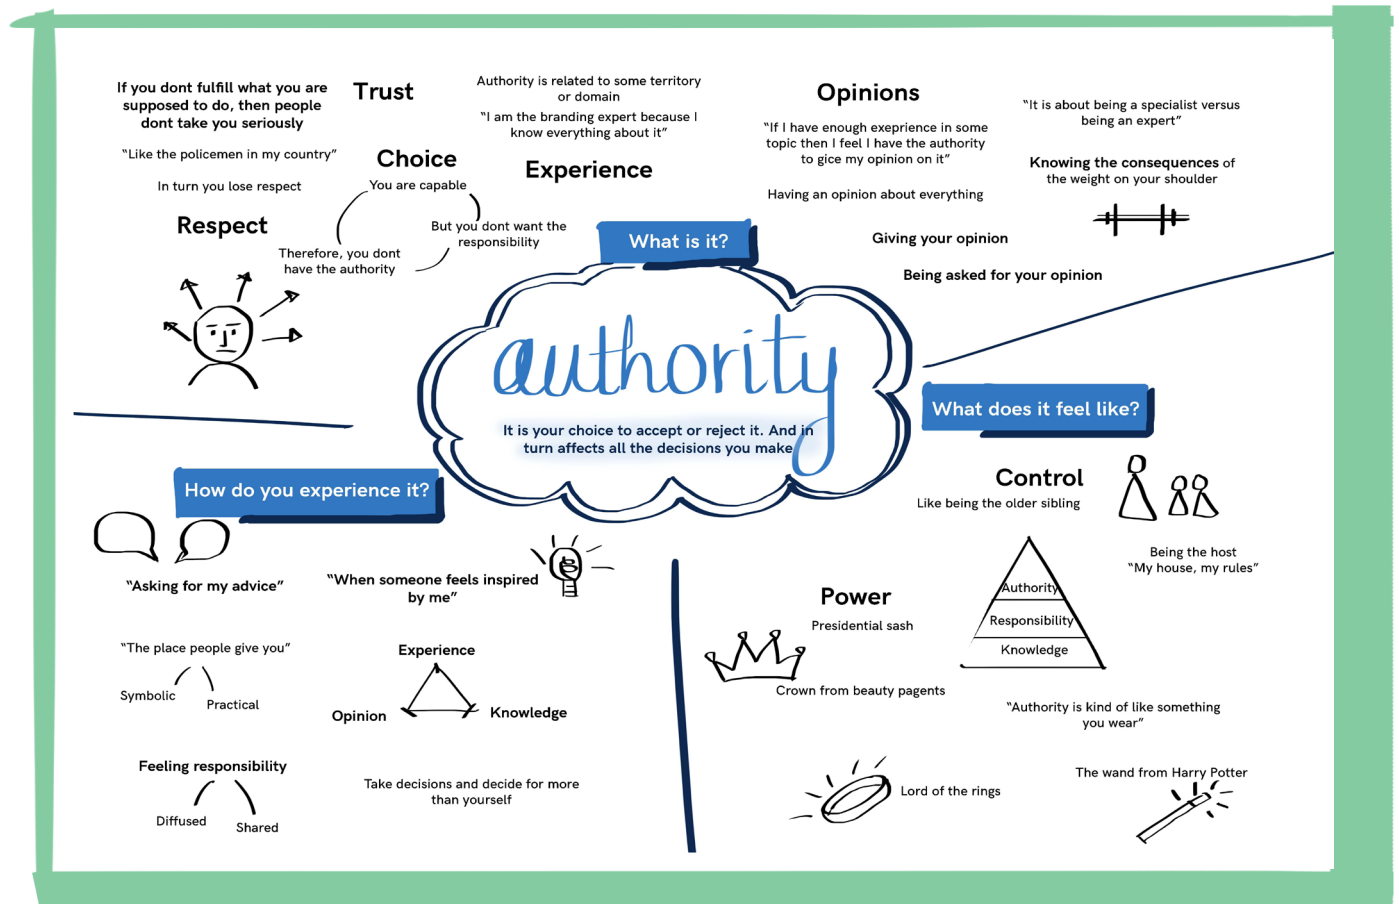 If you dont fulfill what you are
supposed to do, then people
dont take you seriously
“Like the policemen in my country”
In turn you lose respect
Respect
Trust
Choice
You are capable
But you dont want the
responsibility
Therefore, you dont
have the authority
Authority is related to some territory
or domain
“I am the branding expert because I
know everything about it”
Experience
What is it?
Opinions
“If I have enough exeprience in some
topic then I feel I have the authority
to gice my opinion on it”
Having an opinion about everything
Giving your opinion
Being asked for your opinion
“It is about being a specialist versus
being an expert”
Knowing the consequences of
the weight on your shoulder
authority
It is your choice to accept or reject it. And in
turn affects all the decisions you make
What does it feel like?
Control
Like being the older sibling
Being the host
“My house, my rules”
Authority
Responsibility
Knowledge
Power
Presidential sash
Crown from beauty pagents
“Authority is kind of like something
you wear”
Lord of the rings
The wand from Harry Potter
How do you experience it?
“Asking for my advice”
“When someone feels inspired
by me”
“The place people give you”
Symbolic
Practical
Experience
Opinion
Knowledge
Feeling responsibility
Diffused
Shared
Take decisions and decide for more
than yourself